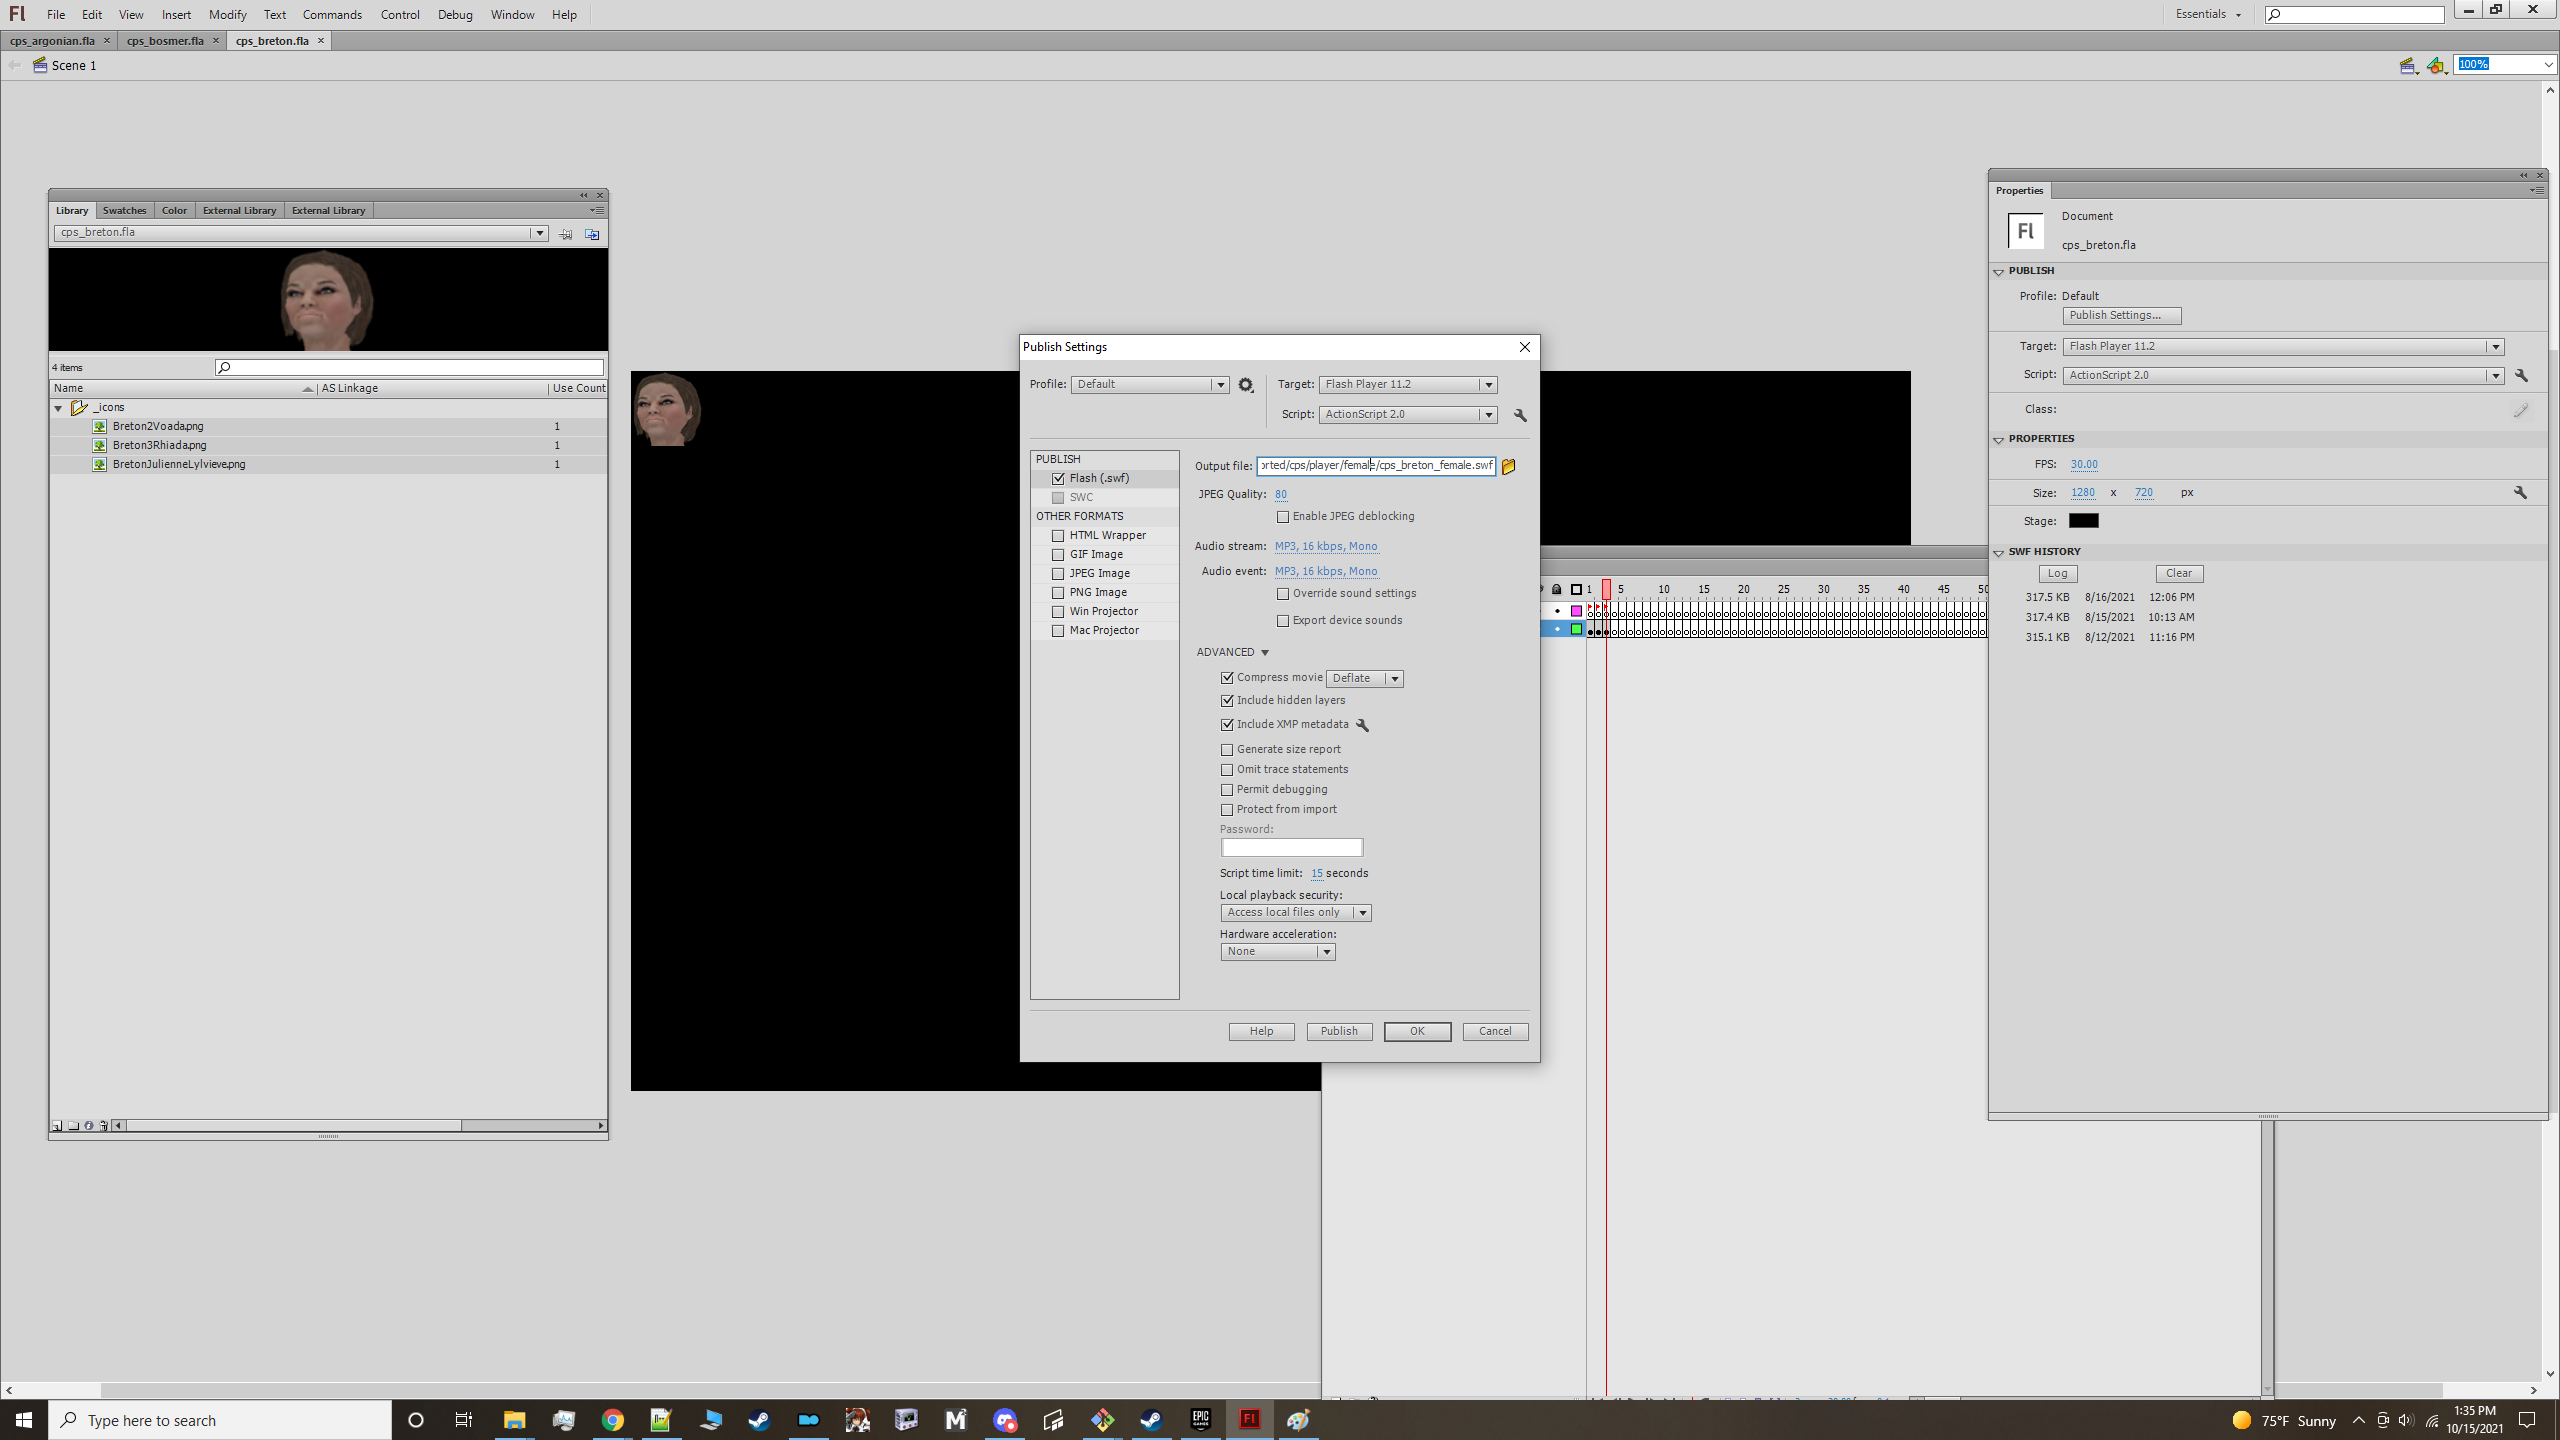 Fl File Edit View Insert Modify Text Commands Control Debug Window Help Essentials
cps_argonian.fla × cps_bosmer.fla × cps_breton.fla ×
Scene 1 100%
Library Swatches Color External Library External Library
cps_breton.fla
4 items
Name AS Linkage Use Count
_icons
Breton2Voada.png 1
Breton3Rhiada.png 1
BretonJulienneLylvieve.png 1
Publish Settings
Profile: Default Target: Flash Player 11.2
Script: ActionScript 2.0
PUBLISH
Flash (.swf)
SWC
OTHER FORMATS
HTML Wrapper
GIF Image
JPEG Image
PNG Image
Win Projector
Mac Projector
Output file: orted/cps/player/female/cps_breton_female.swf
JPEG Quality: 80
Enable JPEG deblocking
Audio stream: MP3, 16 kbps, Mono
Audio event: MP3, 16 kbps, Mono
Override sound settings
Export device sounds
ADVANCED
Compress movie Deflate
Include hidden layers
Include XMP metadata
Generate size report
Omit trace statements
Permit debugging
Protect from import
Password:
Script time limit: 15 seconds
Local playback security:
Access local files only
Hardware acceleration:
None
Help Publish OK Cancel
1 5 10 15 20 25 30 35 40 45 50
Properties
Fl
Document
cps_breton.fla
PUBLISH
Profile: Default
Publish Settings...
Target: Flash Player 11.2
Script: ActionScript 2.0
Class:
PROPERTIES
FPS: 30.00
Size: 1280 x 720 px
Stage:
SWF HISTORY
Log Clear
317.5 KB 8/16/2021 12:06 PM
317.4 KB 8/15/2021 10:13 AM
315.1 KB 8/12/2021 11:16 PM
Type here to search
M
EPIC GAMES
Fl
75°F Sunny
1:35 PM
10/15/2021